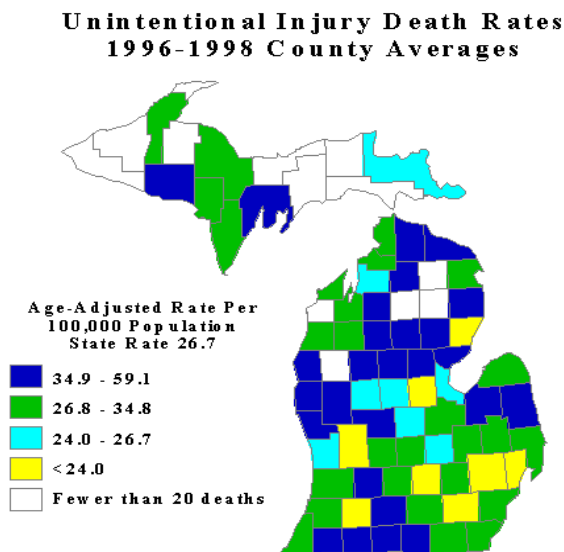 Unintentional Injury Death Rates
1996-1998 County Averages
Age-Adjusted Rate Per
100,000 Population
State Rate 26.7
34.9 - 59.1
26.8 - 34.8
24.0 - 26.7
<24.0
Fewer than 20 deaths